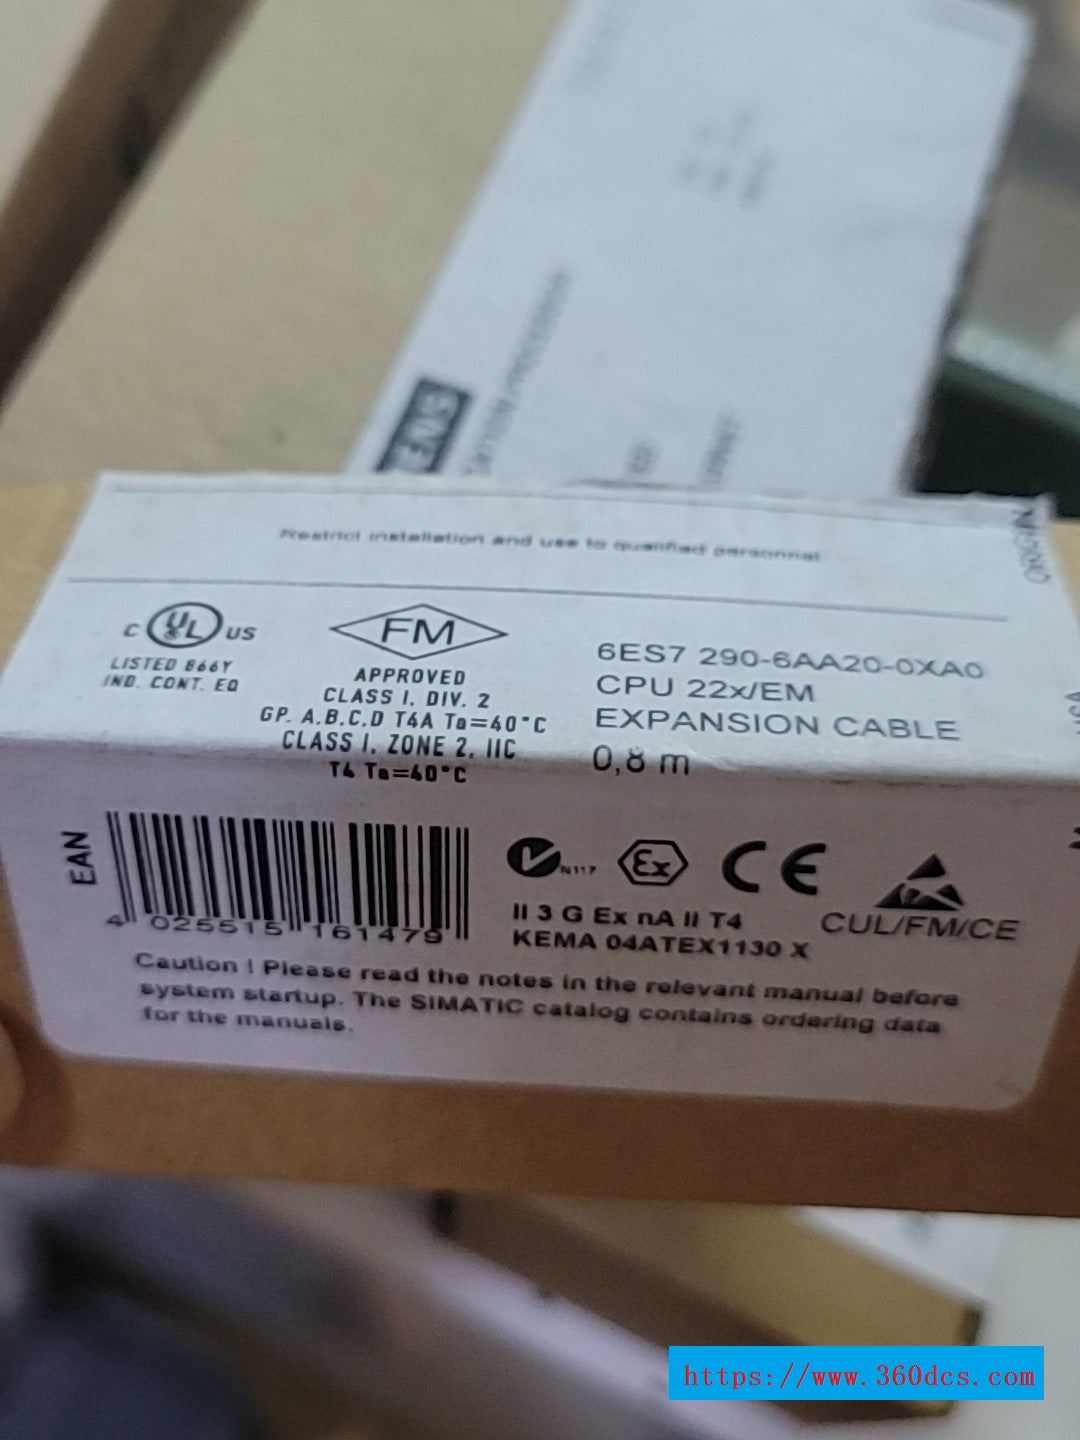 Restrict installation and use to qualified personnel
C UL US
LISTED 866Y
IND. CONT. EQ
FM
APPROVED
CLASS I, DIV. 2
GP. A.B.C.D T4A Ta=40°C
CLASS I, ZONE 2, IIC
T4 Ta=40°C
6ES7 290-6AA20-0XA0
CPU 22x/EM
EXPANSION CABLE
0,8 m
EAN
4 025515 161479
N117
Ex
CE
II 3 G Ex nA II T4
KEMA 04ATEX1130 X
CUL/FM/CE
Caution ! Please read the notes in the relevant manual before
system startup. The SIMATIC catalog contains ordering data
for the manuals.
https://www.360dcs.com